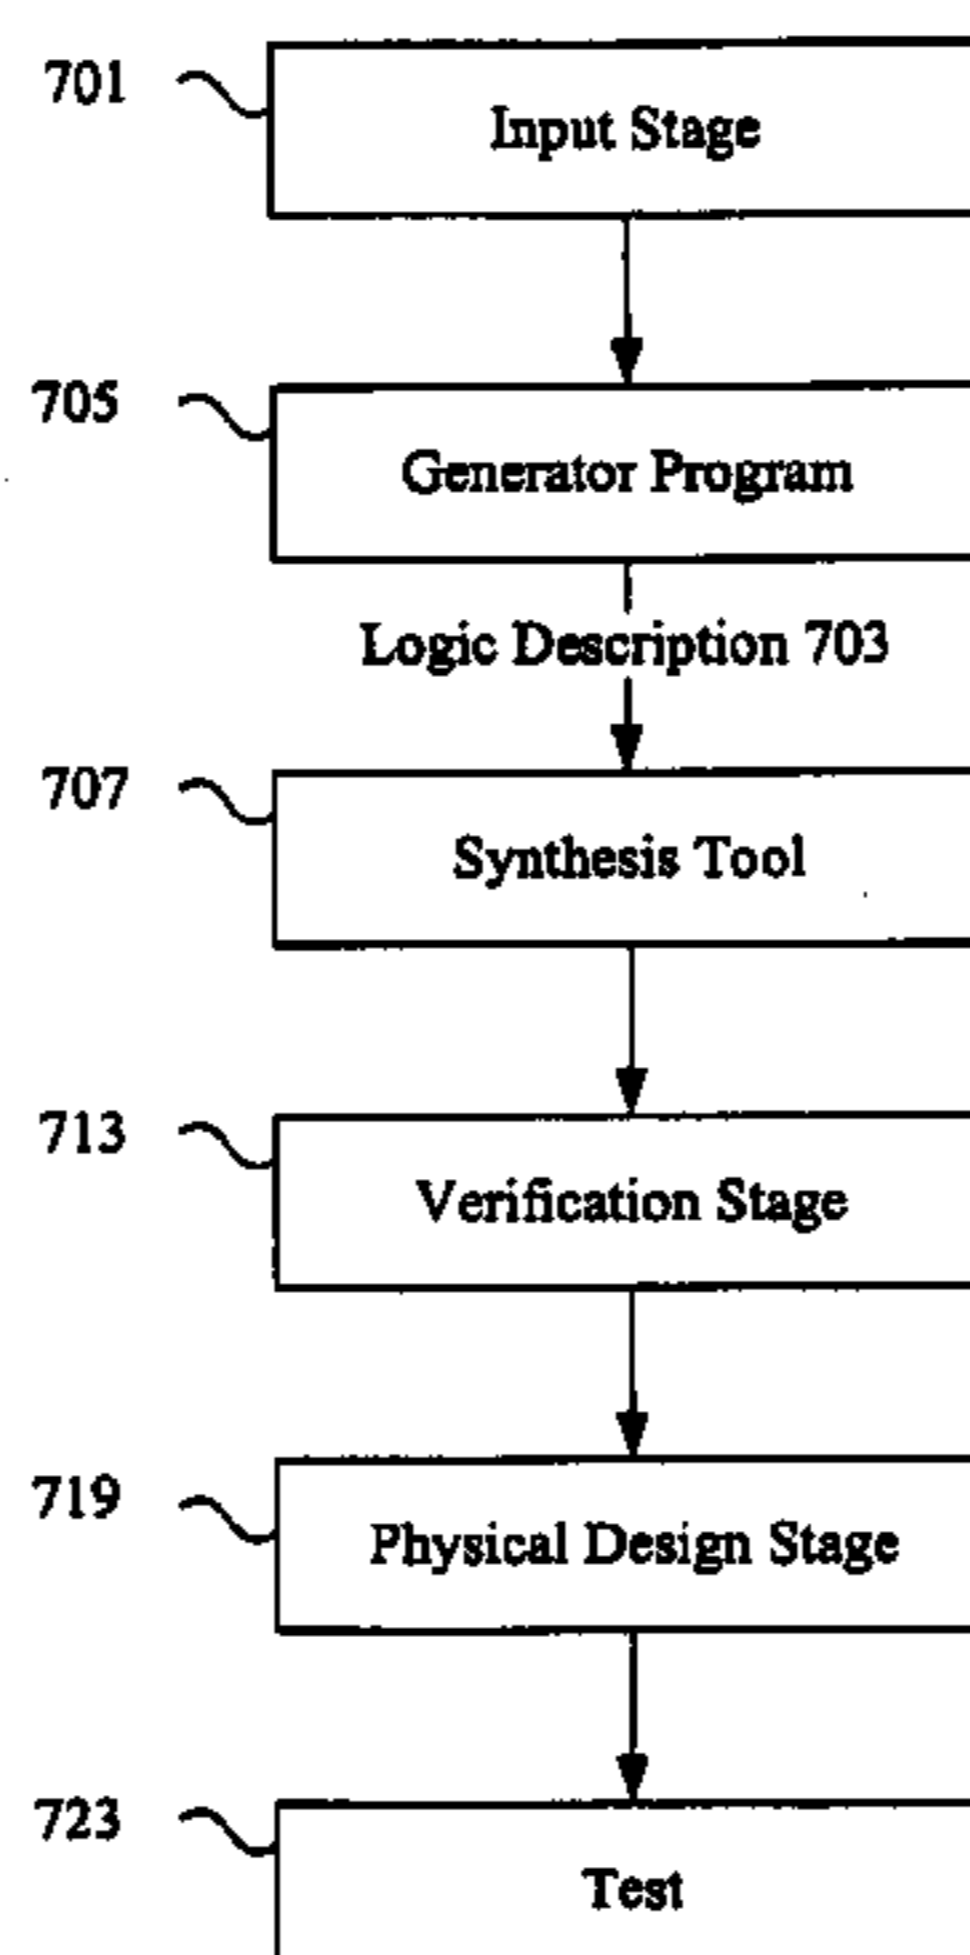 701
Input Stage
705
Generator Program
Logic Description 703
707
Synthesis Tool
713
Verification Stage
719
Physical Design Stage
723
Test